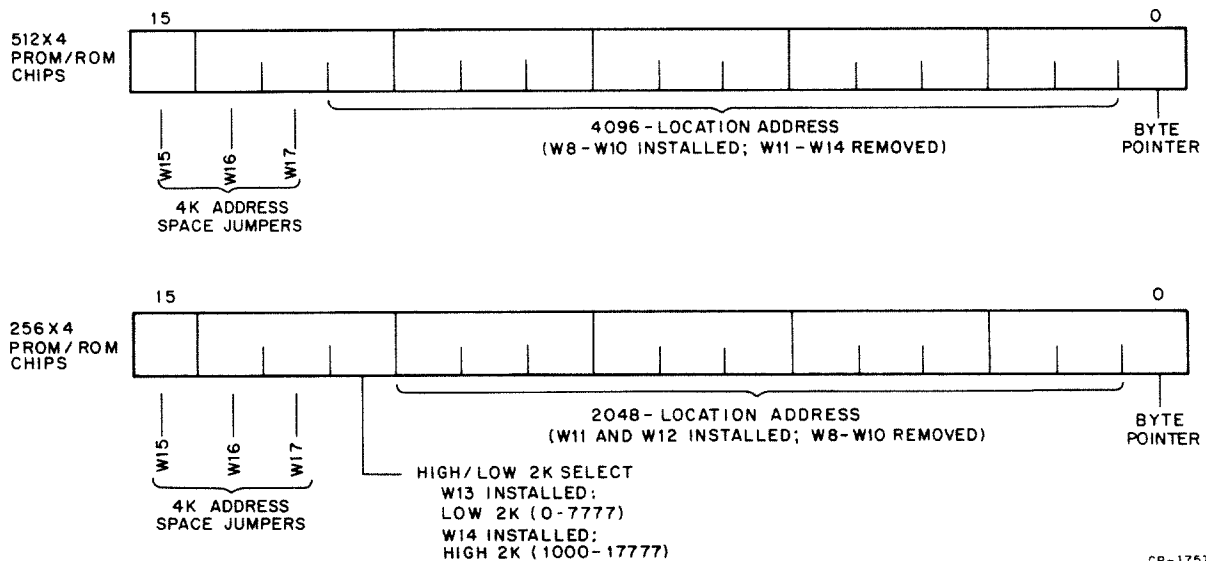 15
0
512X4
PROM/ROM
CHIPS
W15
W16
W17
4K ADDRESS
SPACE JUMPERS
4096-LOCATION ADDRESS
(W8-W10 INSTALLED; W11-W14 REMOVED)
BYTE
POINTER
15
0
256X4
PROM/ROM
CHIPS
W15
W16
W17
4K ADDRESS
SPACE JUMPERS
2048-LOCATION ADDRESS
(W11 AND W12 INSTALLED; W8-W10 REMOVED)
BYTE
POINTER
HIGH/LOW 2K SELECT
W13 INSTALLED:
LOW 2K (0-7777)
W14 INSTALLED:
HIGH 2K (1000-17777)